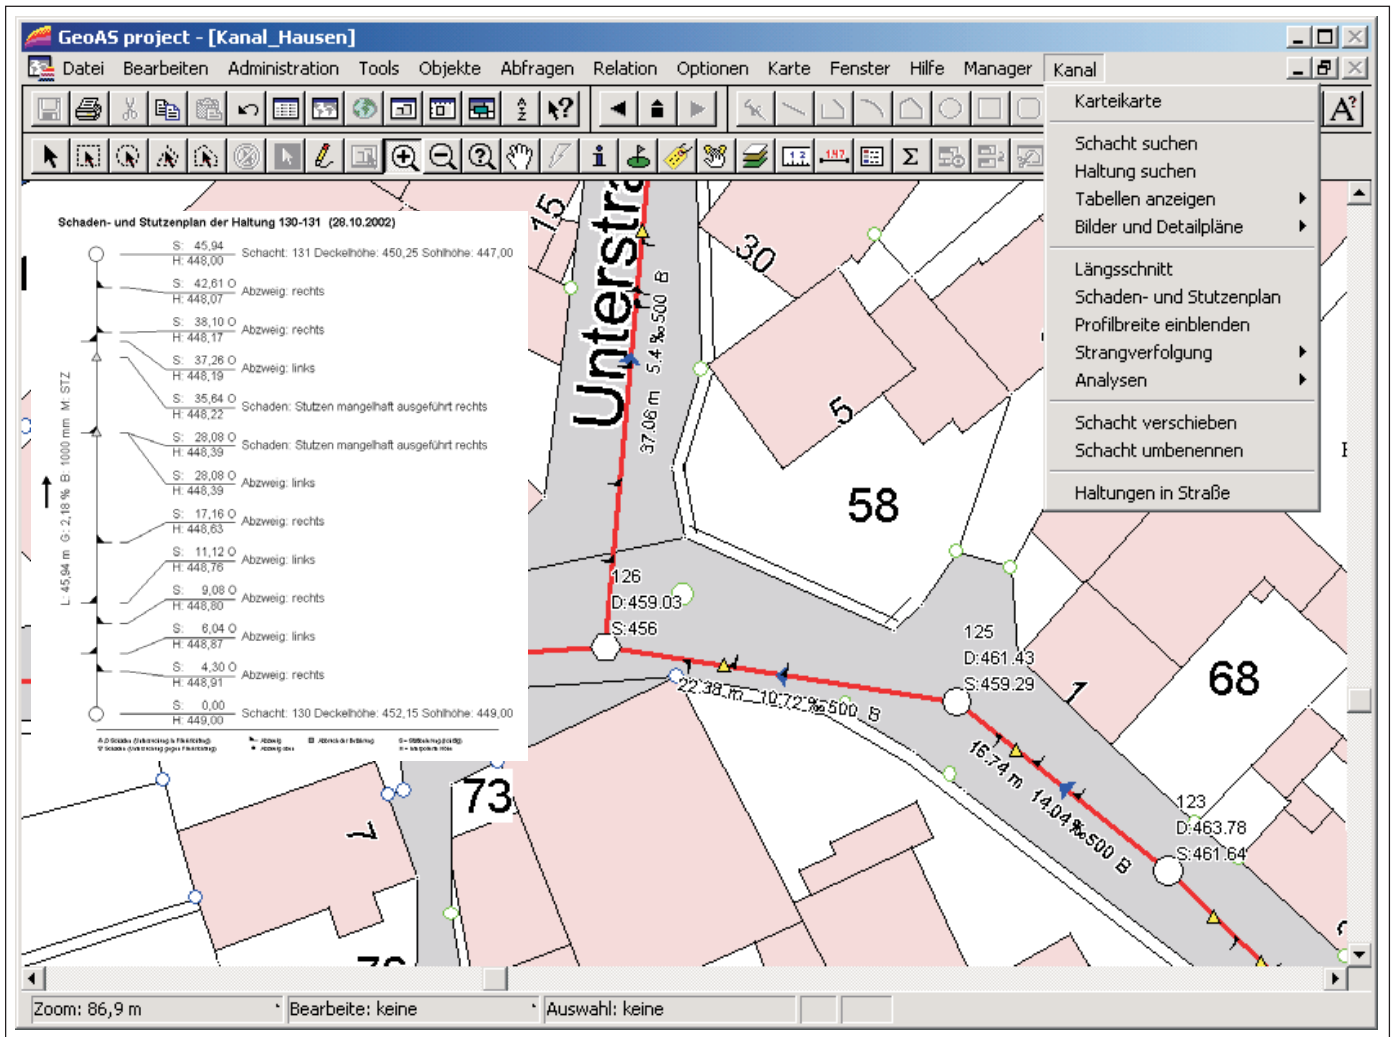 GeoAS project - [Kanal_Hausen]
Datei Bearbeiten Administration Tools Objekte Abfragen Relation Optionen Karte Fenster Hilfe Manager Kanal
Karteikarte
Schacht suchen
Haltung suchen
Tabellen anzeigen
Bilder und Detailpläne
Längsschnitt
Schaden- und Stutzenplan
Profilbreite einblenden
Strangverfolgung
Analysen
Schacht verschieben
Schacht umbenennen
Haltungen in Straße
Schaden- und Stutzenplan der Haltung 130-131 (28.10.2002)
S: 45,94
H: 448,00
Schacht: 131 Deckelhöhe: 450,25 Sohlhöhe: 447,00
S: 42,61 O
H: 448,07
Abzweig: rechts
S: 38,10 O
H: 448,17
Abzweig: rechts
S: 37,26 O
H: 448,19
Abzweig: links
S: 35,64 O
H: 448,22
Schaden: Stutzen mangelhaft ausgeführt rechts
S: 28,08 O
H: 448,39
Schaden: Stutzen mangelhaft ausgeführt rechts
S: 28,08 O
H: 448,39
Abzweig: links
S: 17,16 O
H: 448,63
Abzweig: rechts
S: 11,12 O
H: 448,76
Abzweig: links
S: 9,08 O
H: 448,80
Abzweig: rechts
S: 6,04 O
H: 448,87
Abzweig: links
S: 4,30 O
H: 448,91
Abzweig: rechts
S: 0,00
H: 449,00
Schacht: 130 Deckelhöhe: 452,15 Sohlhöhe: 449,00
L: 45,94 m G: 2,18 % B: 1000 mm M: STZ
Unterstra
15
30
5
58
37.06 m 5.4 ‰ 500 B
126
D:459.03
S:456
22.38 m 10.72 ‰ 500 B
125
D:461.43
S:459.29
1
68
16.74 m 14.04 ‰ 500 B
123
D:463.78
S:461.64
73
7
Zoom: 86,9 m
Bearbeite: keine
Auswahl: keine